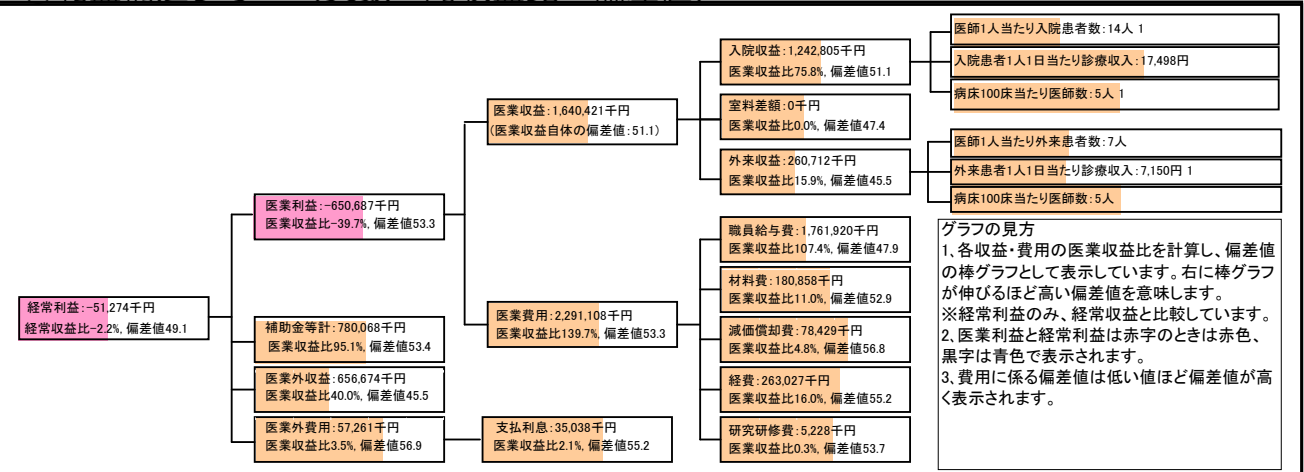 経常利益:-51,274千円
経常収益比-2.2%, 偏差値49.1
医業利益:-650,687千円
医業収益比-39.7%, 偏差値53.3
補助金等計:780,068千円
医業収益比95.1%, 偏差値53.4
医業外収益:656,674千円
医業収益比40.0%, 偏差値45.5
医業外費用:57,261千円
医業収益比3.5%, 偏差値56.9
医業収益:1,640,421千円
(医業収益自体の偏差値:51.1)
医業費用:2,291,108千円
医業収益比139.7%, 偏差値53.3
支払利息:35,038千円
医業収益比2.1%, 偏差値55.2
入院収益:1,242,805千円
医業収益比75.8%, 偏差値51.1
室料差額:0千円
医業収益比0.0%, 偏差値47.4
外来収益:260,712千円
医業収益比15.9%, 偏差値45.5
職員給与費:1,761,920千円
医業収益比107.4%, 偏差値47.9
材料費:180,858千円
医業収益比11.0%, 偏差値52.9
減価償却費:78,429千円
医業収益比4.8%, 偏差値56.8
経費:263,027千円
医業収益比16.0%, 偏差値55.2
研究研修費:5,228千円
医業収益比0.3%, 偏差値53.7
医師1人当たり入院患者数:14人 1
入院患者1人1日当たり診療収入:17,498円
病床100床当たり医師数:5人 1
医師1人当たり外来患者数:7人
外来患者1人1日当たり診療収入:7,150円 1
病床100床当たり医師数:5人
グラフの見方
1、各収益・費用の医業収益比を計算し、偏差値
の棒グラフとして表示しています。右に棒グラフ
が伸びるほど高い偏差値を意味します。
※経常利益のみ、経常収益と比較しています。
2、医業利益と経常利益は赤字のときは赤色、
黒字は青色で表示されます。
3、費用に係る偏差値は低い値ほど偏差値が高
く表示されます。